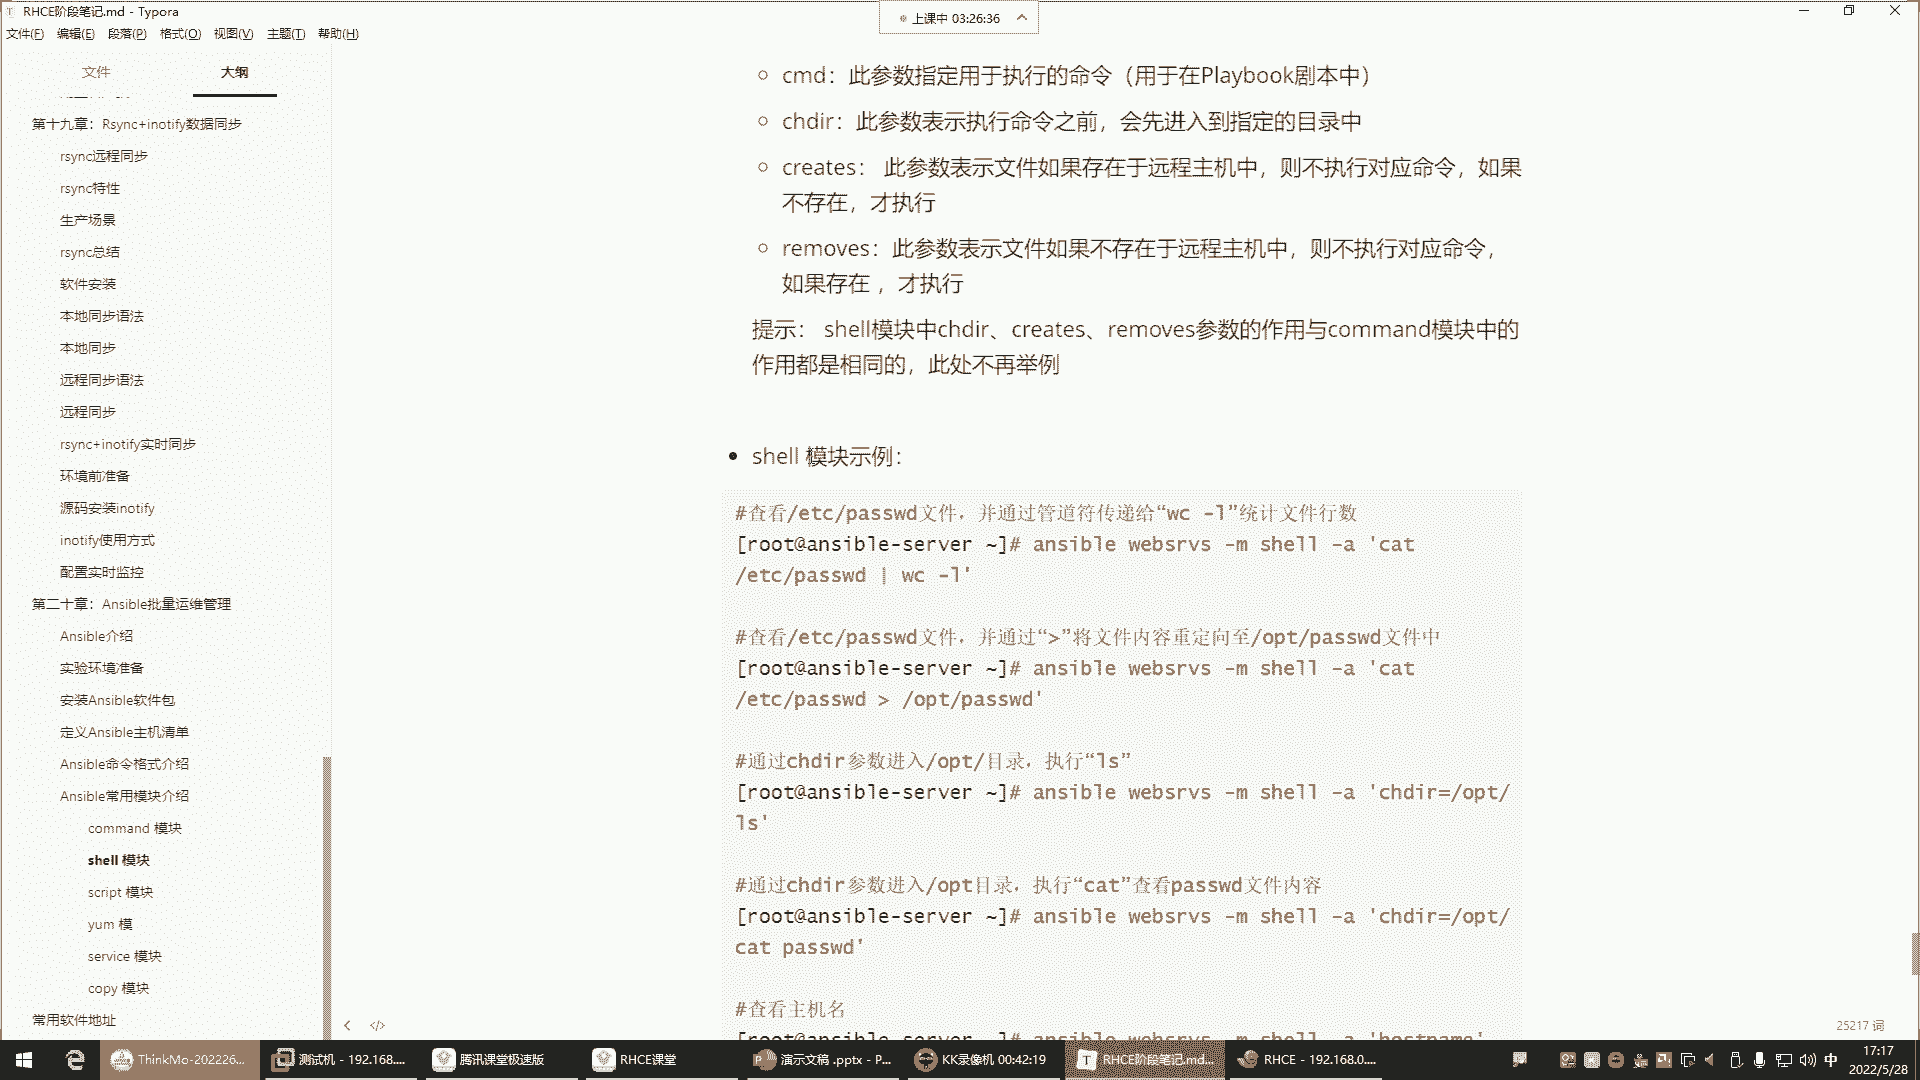 RHCE阶段笔记.md - Typora
上课中 03:26:36
文件(F) 编辑(E) 段落(P) 格式(O) 视图(V) 主题(T) 帮助(H)
文件 大纲
第十九章：Rsync+inotify数据同步
rsync远程同步
rsync特性
生产场景
rsync总结
软件安装
本地同步语法
本地同步
远程同步语法
远程同步
rsync+inotify实时同步
环境前准备
源码安装inotify
inotify使用方式
配置实时监控
第二十章：Ansible批量运维管理
Ansible介绍
实验环境准备
安装Ansible软件包
定义Ansible主机清单
Ansible命令格式介绍
Ansible常用模块介绍
command 模块
shell 模块
script 模块
yum 模
service 模块
copy 模块
常用软件地址
cmd：此参数指定用于执行的命令（用于在Playbook剧本中）
chdir：此参数表示执行命令之前，会先进入到指定的目录中
creates： 此参数表示文件如果存在于远程主机中，则不执行对应命令，如果
不存在，才执行
removes：此参数表示文件如果不存在于远程主机中，则不执行对应命令，
如果存在 ，才执行
提示： shell模块中chdir、creates、removes参数的作用与command模块中的
作用都是相同的，此处不再举例
shell 模块示例：
#查看/etc/passwd文件，并通过管道符传递给“wc -l”统计文件行数
[root@ansible-server ~]# ansible websrvs -m shell -a 'cat
/etc/passwd | wc -l'
#查看/etc/passwd文件，并通过“>”将文件内容重定向至/opt/passwd文件中
[root@ansible-server ~]# ansible websrvs -m shell -a 'cat
/etc/passwd > /opt/passwd'
#通过chdir参数进入/opt/目录，执行“ls”
[root@ansible-server ~]# ansible websrvs -m shell -a 'chdir=/opt/
ls'
#通过chdir参数进入/opt目录，执行“cat”查看passwd文件内容
[root@ansible-server ~]# ansible websrvs -m shell -a 'chdir=/opt/
cat passwd'
#查看主机名
[root@ansible-server ~]# ansible websrvs -m shell -a 'hostname'
25217 词
ThinkMo-202226... 测试机 - 192.168.... 腾讯课堂极速版 RHCE课堂 演示文稿 .pptx - P... KK录像机 00:42:19 RHCE阶段笔记.md... RHCE - 192.168.0.... 中 17:17
2022/5/28